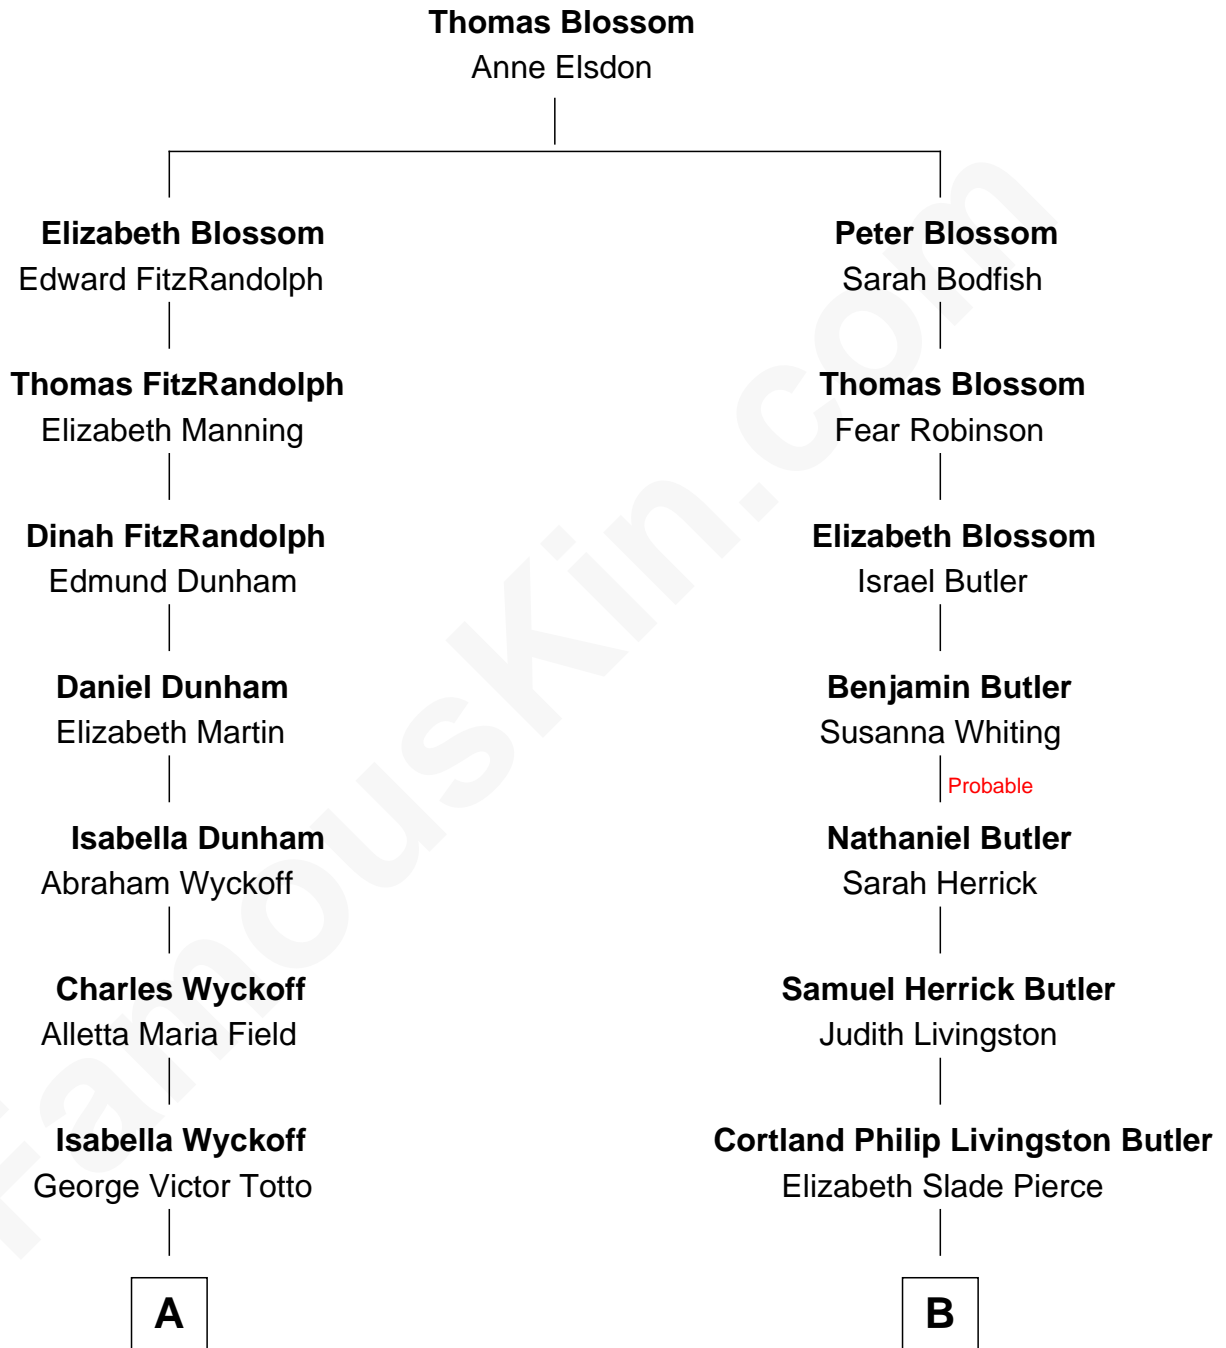 Thomas Blossom
Anne Elsdon
Elizabeth Blossom
Edward FitzRandolph
Peter Blossom
Sarah Bodfish
Thomas FitzRandolph
Elizabeth Manning
Thomas Blossom
Fear Robinson
Dinah FitzRandolph
Edmund Dunham
Elizabeth Blossom
Israel Butler
Daniel Dunham
Elizabeth Martin
Benjamin Butler
Susanna Whiting
Probable
Isabella Dunham
Abraham Wyckoff
Nathaniel Butler
Sarah Herrick
Charles Wyckoff
Alletta Maria Field
Samuel Herrick Butler
Judith Livingston
Isabella Wyckoff
George Victor Totto
Cortland Philip Livingston Butler
Elizabeth Slade Pierce
A
B
FamousKin.com